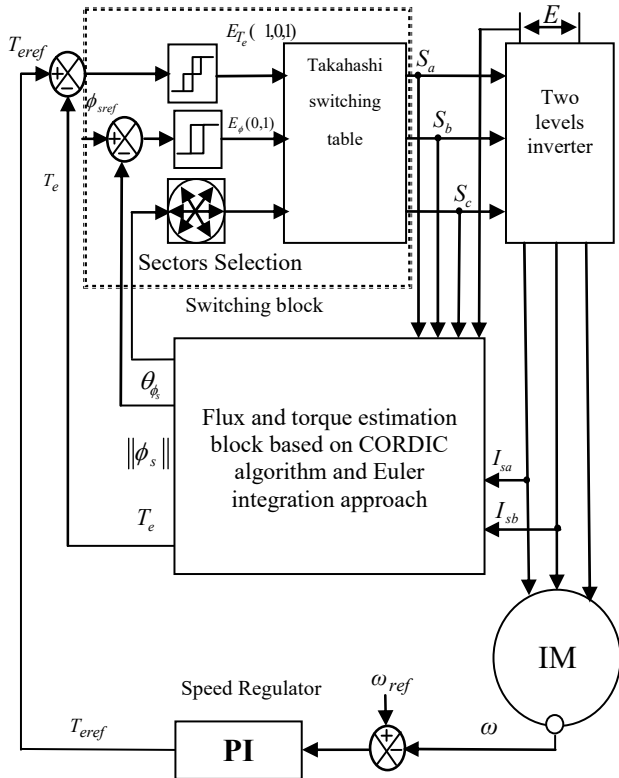 T_eref
E_Te( 1,0,1)
Takahashi
switching
table
S_a
E
Two
levels
inverter
ϕ_sref
E_ϕ(0,1)
S_b
T_e
S_c
Sectors Selection
Switching block
θ_ϕs
‖ϕ_s‖
T_e
Flux and torque estimation
block based on CORDIC
algorithm and Euler
integration approach
I_sa
I_sb
IM
Speed Regulator
ω_ref
T_eref
PI
ω